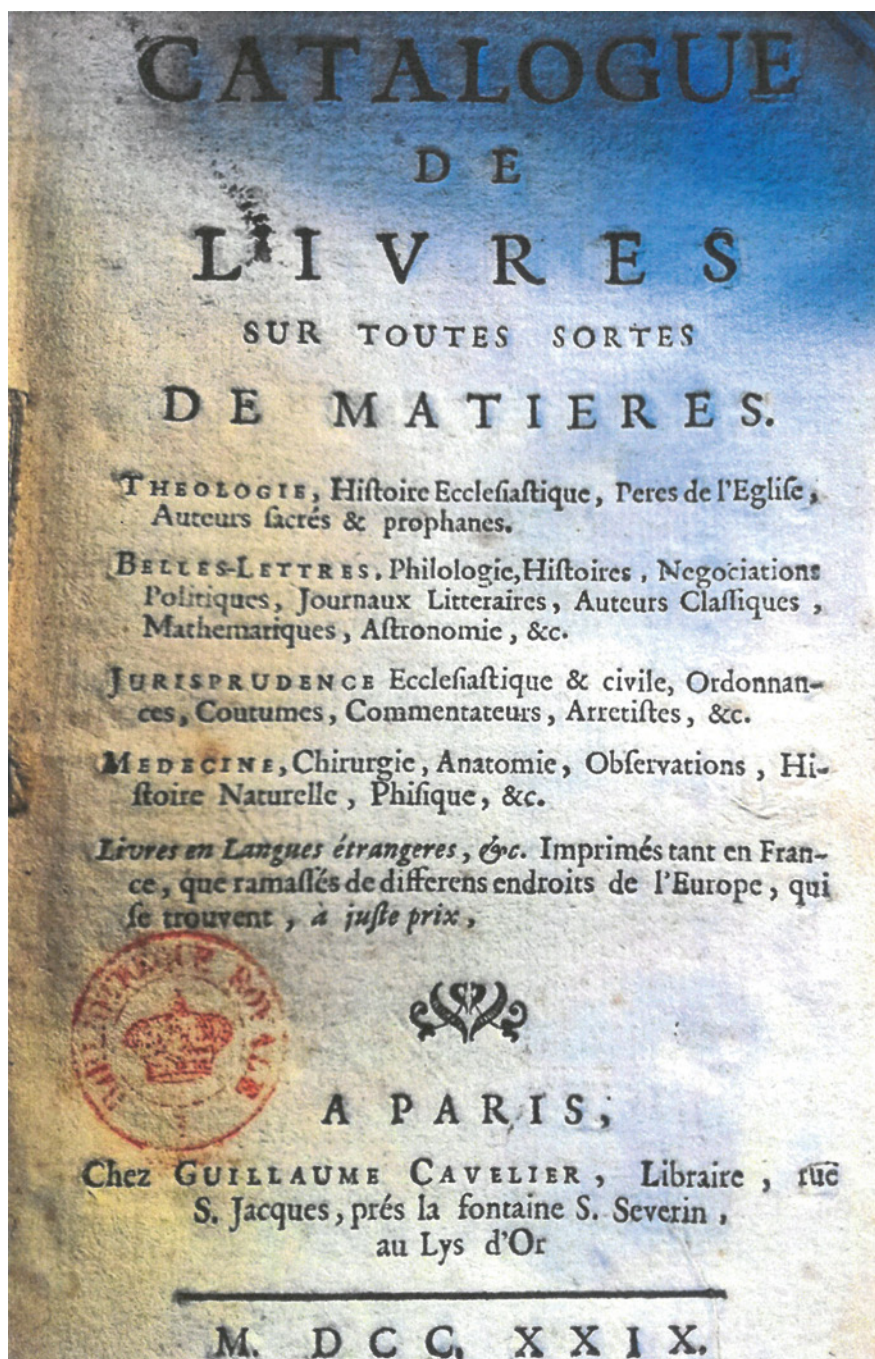 CATALOGUE
DE
LIVRES
SUR TOUTES SORTES
DE MATIERES.
THEOLOGIE, Histoire Ecclesiastique, Peres de l'Eglise,
Auteurs sacrés & prophanes.
BELLES-LETTRES, Philologie, Histoires, Negociations
Politiques, Journaux Litteraires, Auteurs Classiques,
Mathematiques, Astronomie, &c.
JURISPRUDENCE Ecclesiastique & civile, Ordonnan-
ces, Coutumes, Commentateurs, Arretistes, &c.
MEDECINE, Chirurgie, Anatomie, Observations, Hi-
stoire Naturelle, Phisique, &c.
Livres en Langues étrangeres, &c. Imprimés tant en Fran-
ce, que ramassés de differens endroits de l'Europe, qui
se trouvent, à juste prix,
BIBLIOTHEQUE ROYALE
A PARIS,
Chez GUILLAUME CAVELIER, Libraire, rue
S. Jacques, prés la fontaine S. Severin,
au Lys d'Or
M. DCC. XXIX.